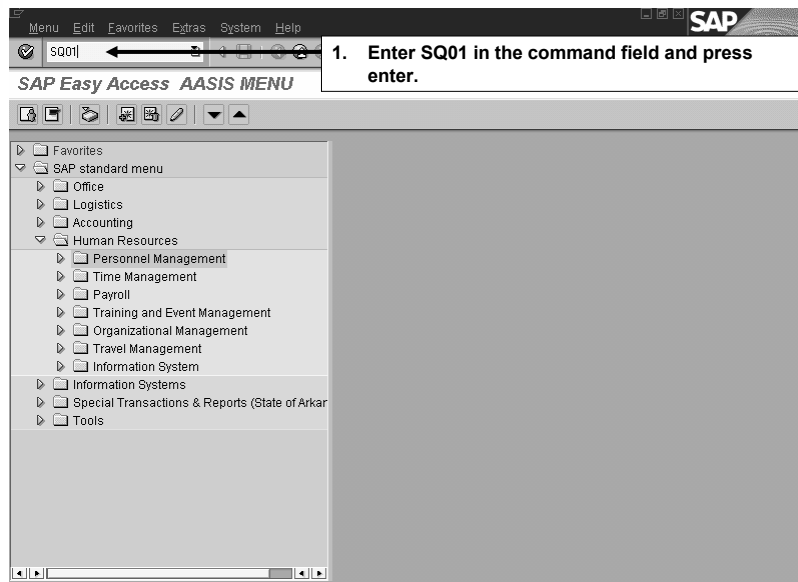 Menu Edit Favorites Extras System Help
SAP
SQ01
1. Enter SQ01 in the command field and press
enter.
SAP Easy Access AASIS MENU
Favorites
SAP standard menu
Office
Logistics
Accounting
Human Resources
Personnel Management
Time Management
Payroll
Training and Event Management
Organizational Management
Travel Management
Information System
Information Systems
Special Transactions & Reports (State of Arkar
Tools